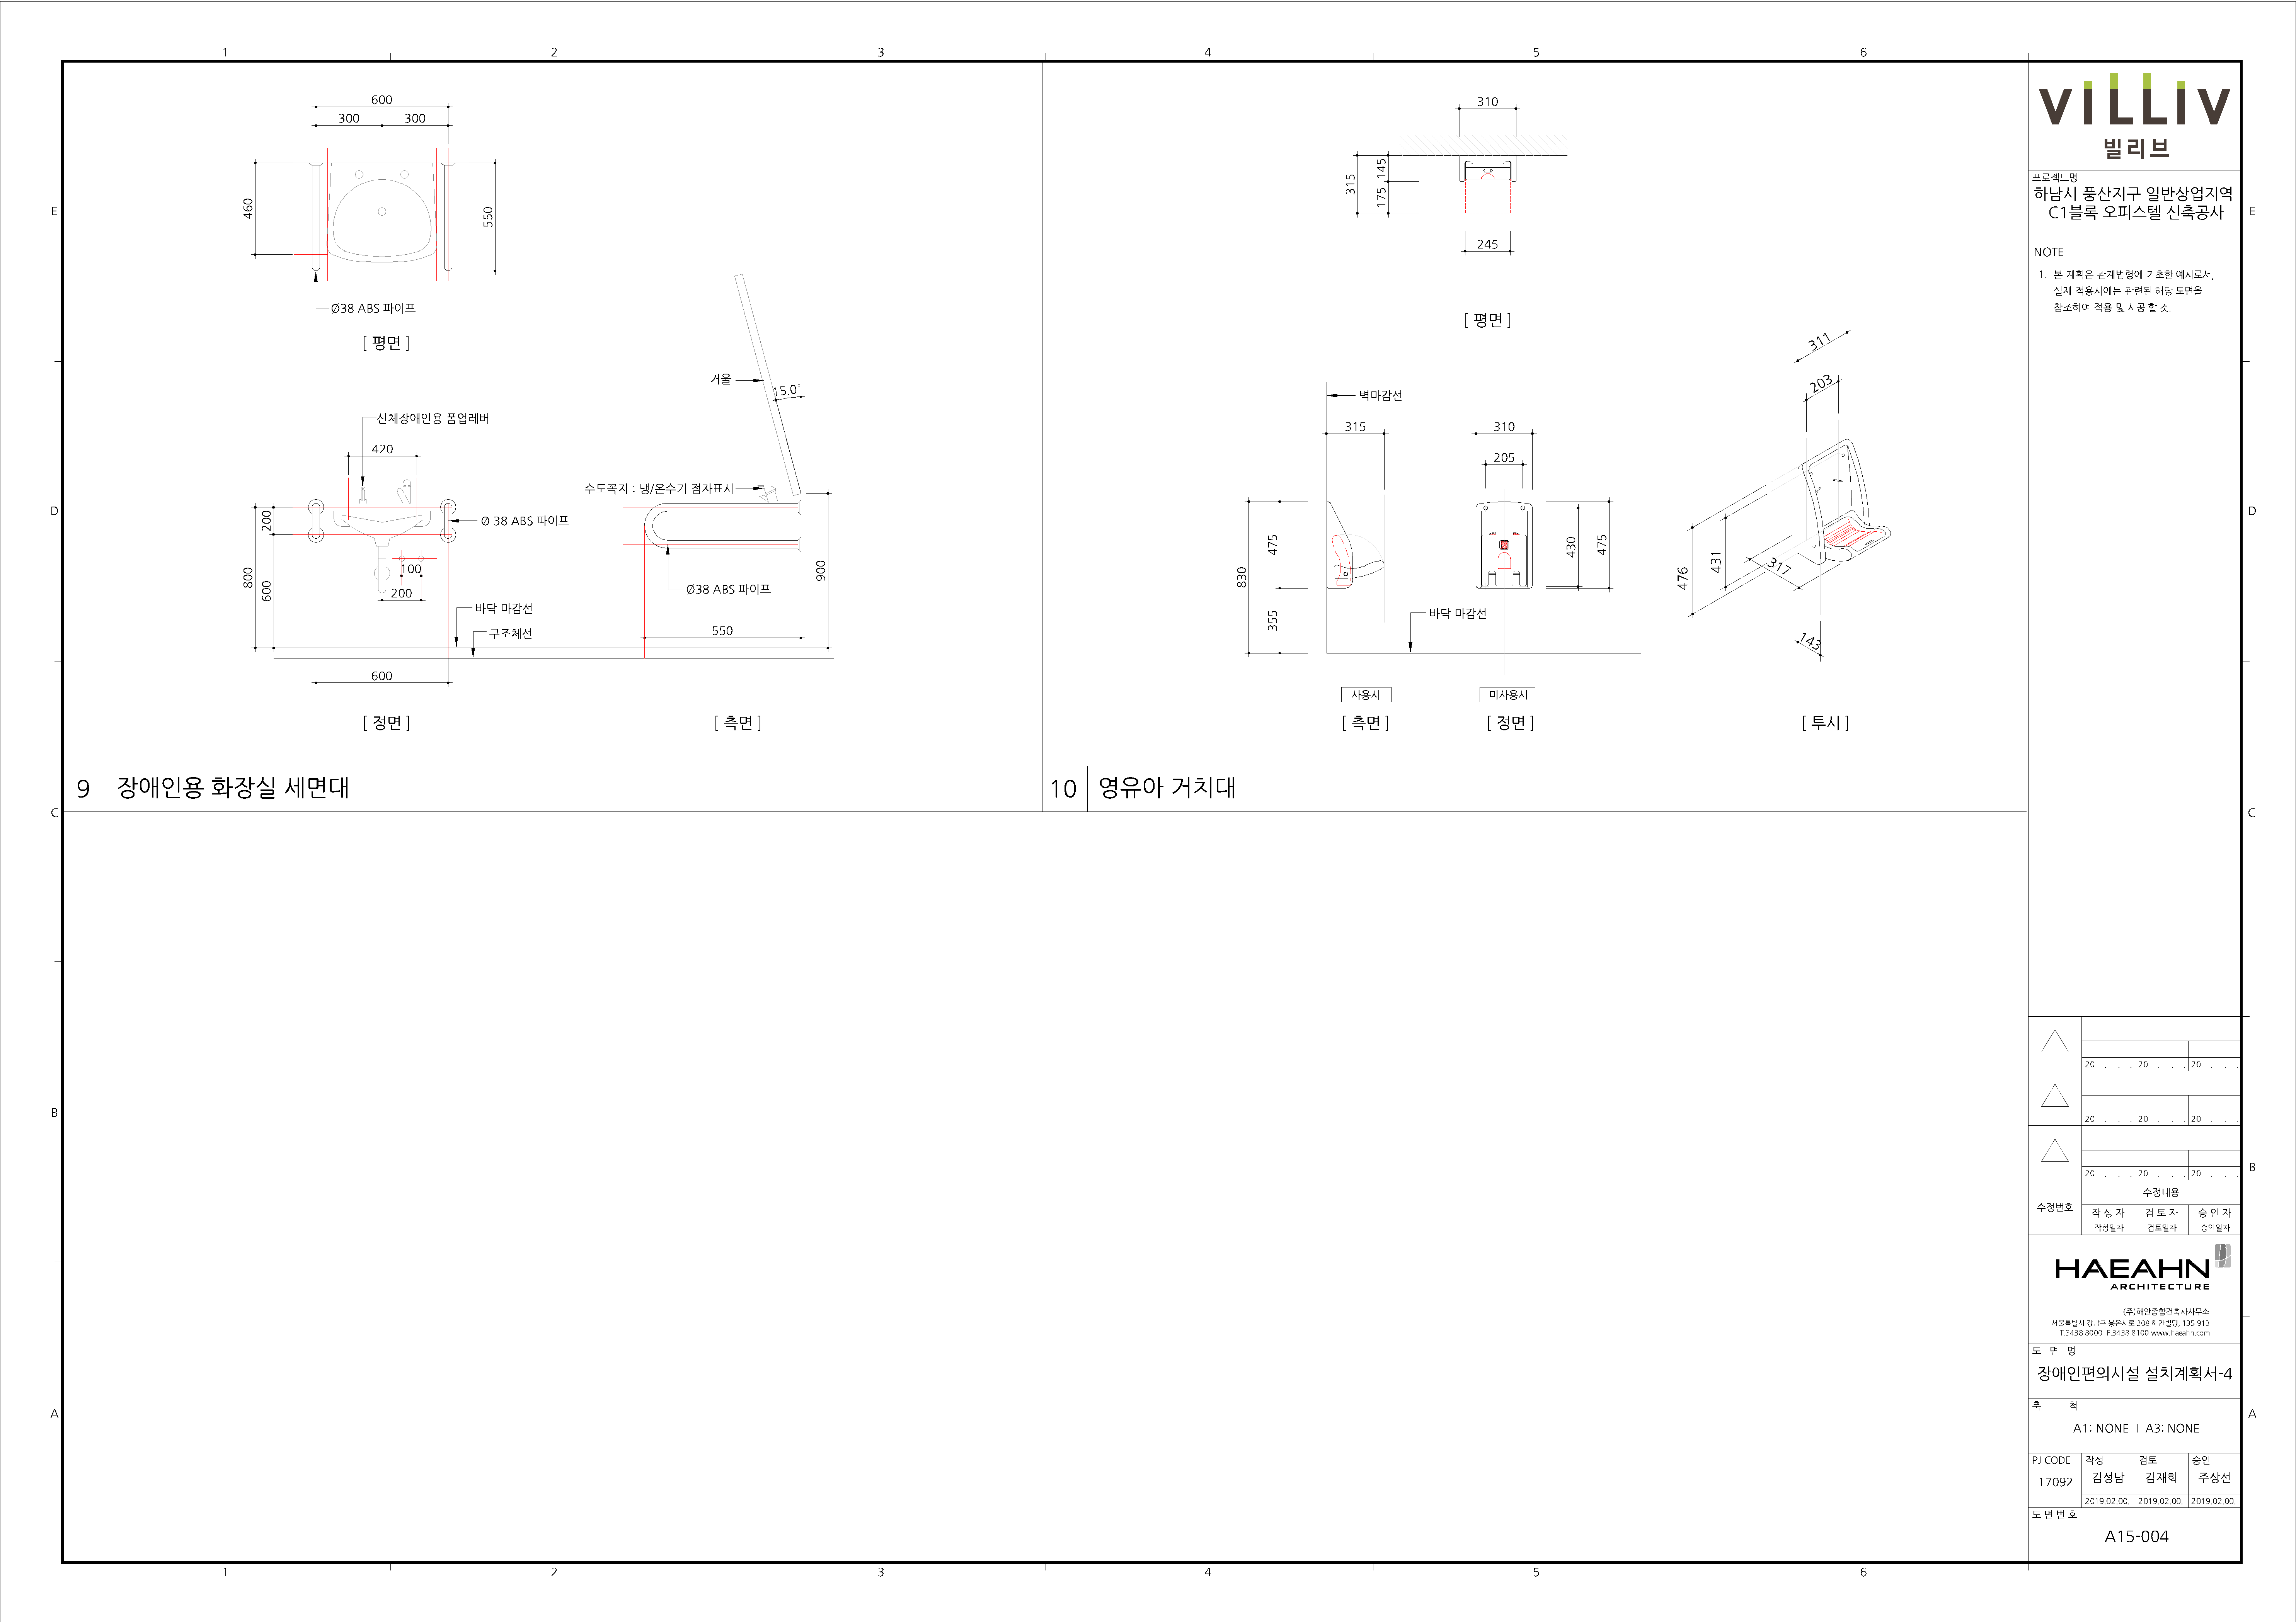 1 2 3 4 5 6
E
D
C
B
A
600
300 300
460
550
Ø38 ABS 파이프
[ 평면 ]
신체장애인용 폼업레버
420
200
800
600
Ø 38 ABS 파이프
100
200
바닥 마감선
구조체선
600
[ 정면 ]
거울
15.0°
수도꼭지 : 냉/온수기 점자표시
Ø38 ABS 파이프
900
550
[ 측면 ]
9 장애인용 화장실 세면대
310
315
145
175
245
[ 평면 ]
벽마감선
315
830
475
355
바닥 마감선
사용시
[ 측면 ]
310
205
430
475
미사용시
[ 정면 ]
311
203
476
431
317
143
[ 투시 ]
10 영유아 거치대
VILLIV
빌리브
프로젝트명
하남시 풍산지구 일반상업지역
C1블록 오피스텔 신축공사
NOTE
1. 본 계획은 관계법령에 기초한 예시로서,
실제 적용시에는 관련된 해당 도면을
참조하여 적용 및 시공 할 것.
20 . . . 20 . . . 20 . . .
20 . . . 20 . . . 20 . . .
20 . . . 20 . . . 20 . . .
수정번호
수정내용
작 성 자 검 토 자 승 인 자
작성일자 검토일자 승인일자
HAEAHN
ARCHITECTURE
(주)해안종합건축사사무소
서울특별시 강남구 봉은사로 208 해안빌딩, 135-913
T.3438 8000 F.3438 8100 www.haeahn.com
도 면 명
장애인편의시설 설치계획서-4
축 척
A1: NONE I A3: NONE
PJ CODE 작성 검토 승인
17092 김성남 김재희 주상선
2019.02.00. 2019.02.00. 2019.02.00.
도 면 번 호
A15-004
E
D
C
B
A
1 2 3 4 5 6